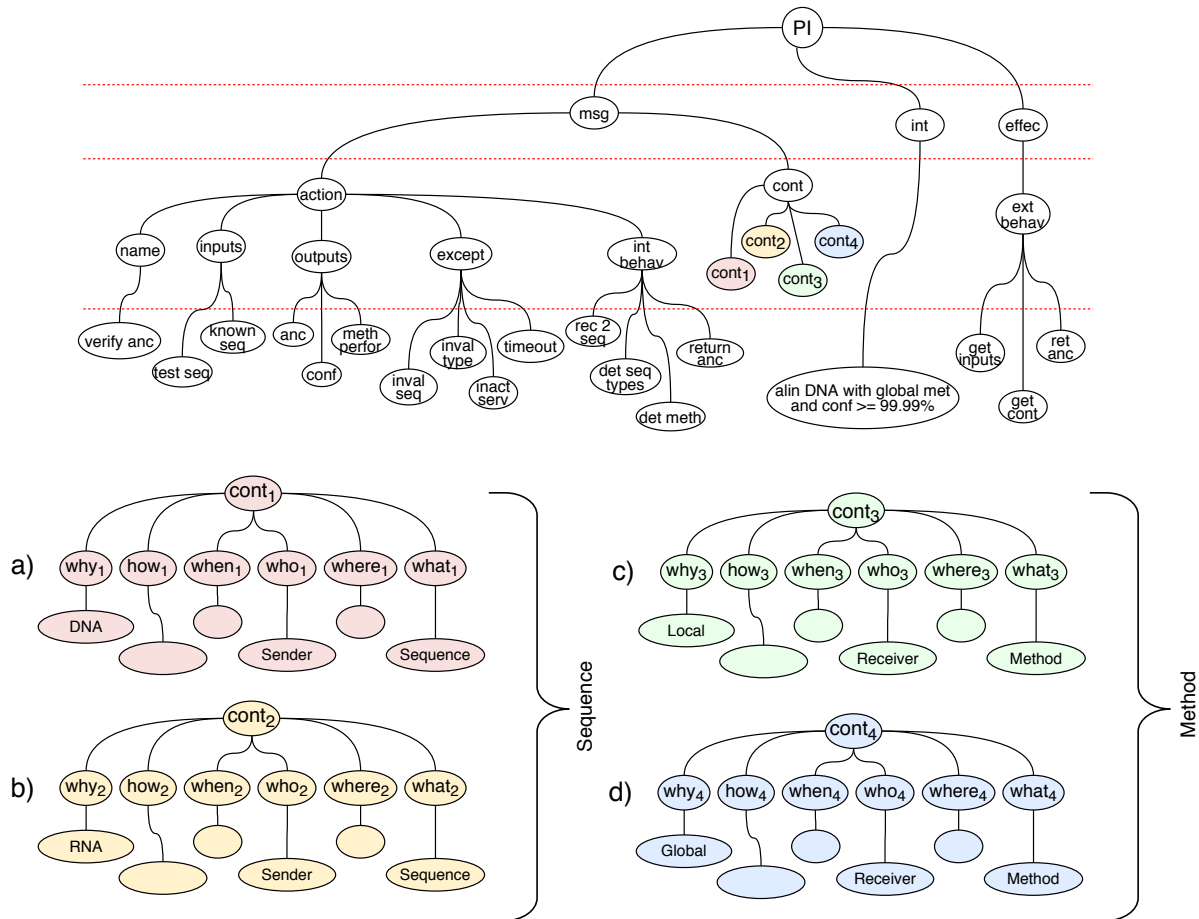 PI
msg
int
effec
action
cont
name
inputs
outputs
except
int
behav
cont1
cont2
cont3
cont4
ext
behav
verify anc
test seq
known
seq
anc
conf
meth
perfor
inval
seq
inval
type
inact
serv
timeout
rec 2
seq
det seq
types
det meth
return
anc
alin DNA with global met
and conf >= 99.99%
get
inputs
get
cont
ret
anc
a)
cont1
why1 how1 when1 who1 where1 what1
DNA
Sender
Sequence
b)
cont2
why2 how2 when2 who2 where2 what2
RNA
Sender
Sequence
Sequence
c)
cont3
why3 how3 when3 who3 where3 what3
Local
Receiver
Method
d)
cont4
why4 how4 when4 who4 where4 what4
Global
Receiver
Method
Method